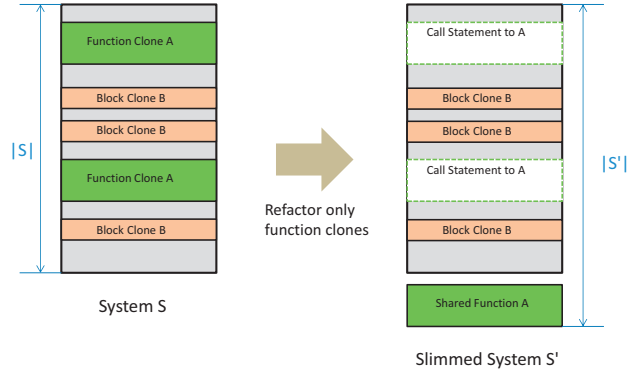 Function Clone A
Block Clone B
Block Clone B
Function Clone A
Block Clone B
|S|
System S
Refactor only
function clones
Call Statement to A
Block Clone B
Block Clone B
Call Statement to A
Block Clone B
Shared Function A
|S'|
Slimmed System S'